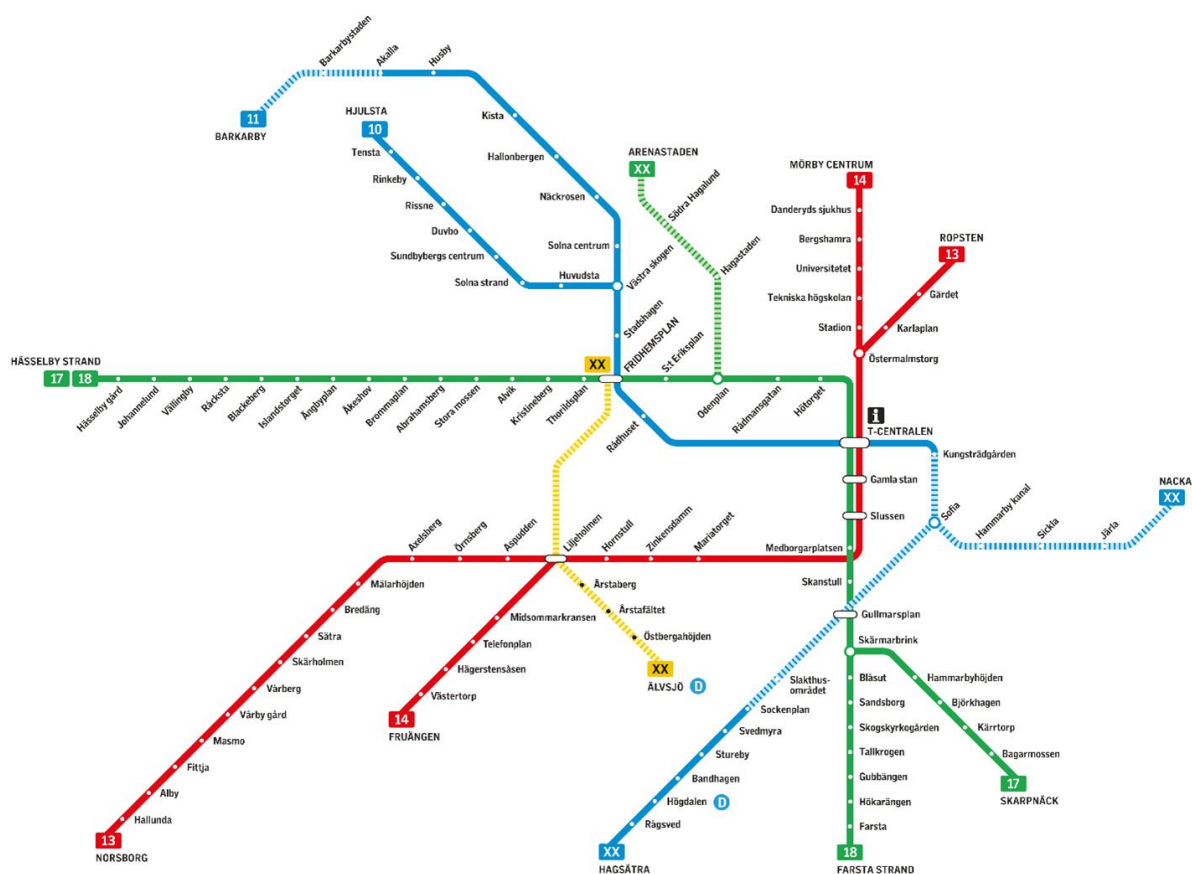 Barkarbystaden
Akalla
Husby
11
BARKARBY
HJULSTA
10
Tensta
Rinkeby
Rissne
Duvbo
Sundbybergs centrum
Solna strand
Huvudsta
Kista
Hallonbergen
Näckrosen
Solna centrum
Västra skogen
Stadshagen
FRIDHEMSPLAN
XX
ARENASTADEN
XX
Södra Hagalund
Hagastaden
MÖRBY CENTRUM
14
Danderyds sjukhus
Bergshamra
Universitetet
Tekniska högskolan
Stadion
ROPSTEN
13
Gärdet
Karlaplan
Östermalmstorg
HÄSSELBY STRAND
17 18
Hässelby gård
Johannelund
Vällingby
Råcksta
Blackeberg
Islandstorget
Ängbyplan
Åkeshov
Brommaplan
Abrahamsberg
Stora mossen
Alvik
Kristineberg
Thorildsplan
S:t Eriksplan
Odenplan
Rådmansgatan
Hötorget
Rådhuset
i
T-CENTRALEN
Kungsträdgården
Gamla stan
Slussen
Sofia
Hammarby kanal
Sickla
Järla
NACKA
XX
Axelsberg
Örnsberg
Aspudden
Liljeholmen
Hornstull
Zinkensdamm
Mariatorget
Medborgarplatsen
Skanstull
Gullmarsplan
Skärmarbrink
Mälarhöjden
Bredäng
Sätra
Skärholmen
Vårberg
Vårby gård
Masmo
Fittja
Alby
Hallunda
13
NORSBORG
Midsommarkransen
Telefonplan
Hägerstensåsen
Västertorp
14
FRUÄNGEN
Årstaberg
Årstafältet
Östbergahöjden
XX
ÄLVSJÖ D
Slakthus-
området
Sockenplan
Svedmyra
Stureby
Bandhagen
Högdalen D
Rågsved
XX
HAGSÄTRA
Blåsut
Sandsborg
Skogskyrkogården
Tallkrogen
Gubbängen
Hökarängen
Farsta
18
FARSTA STRAND
Hammarbyhöjden
Björkhagen
Kärrtorp
Bagarmossen
17
SKARPNÄCK